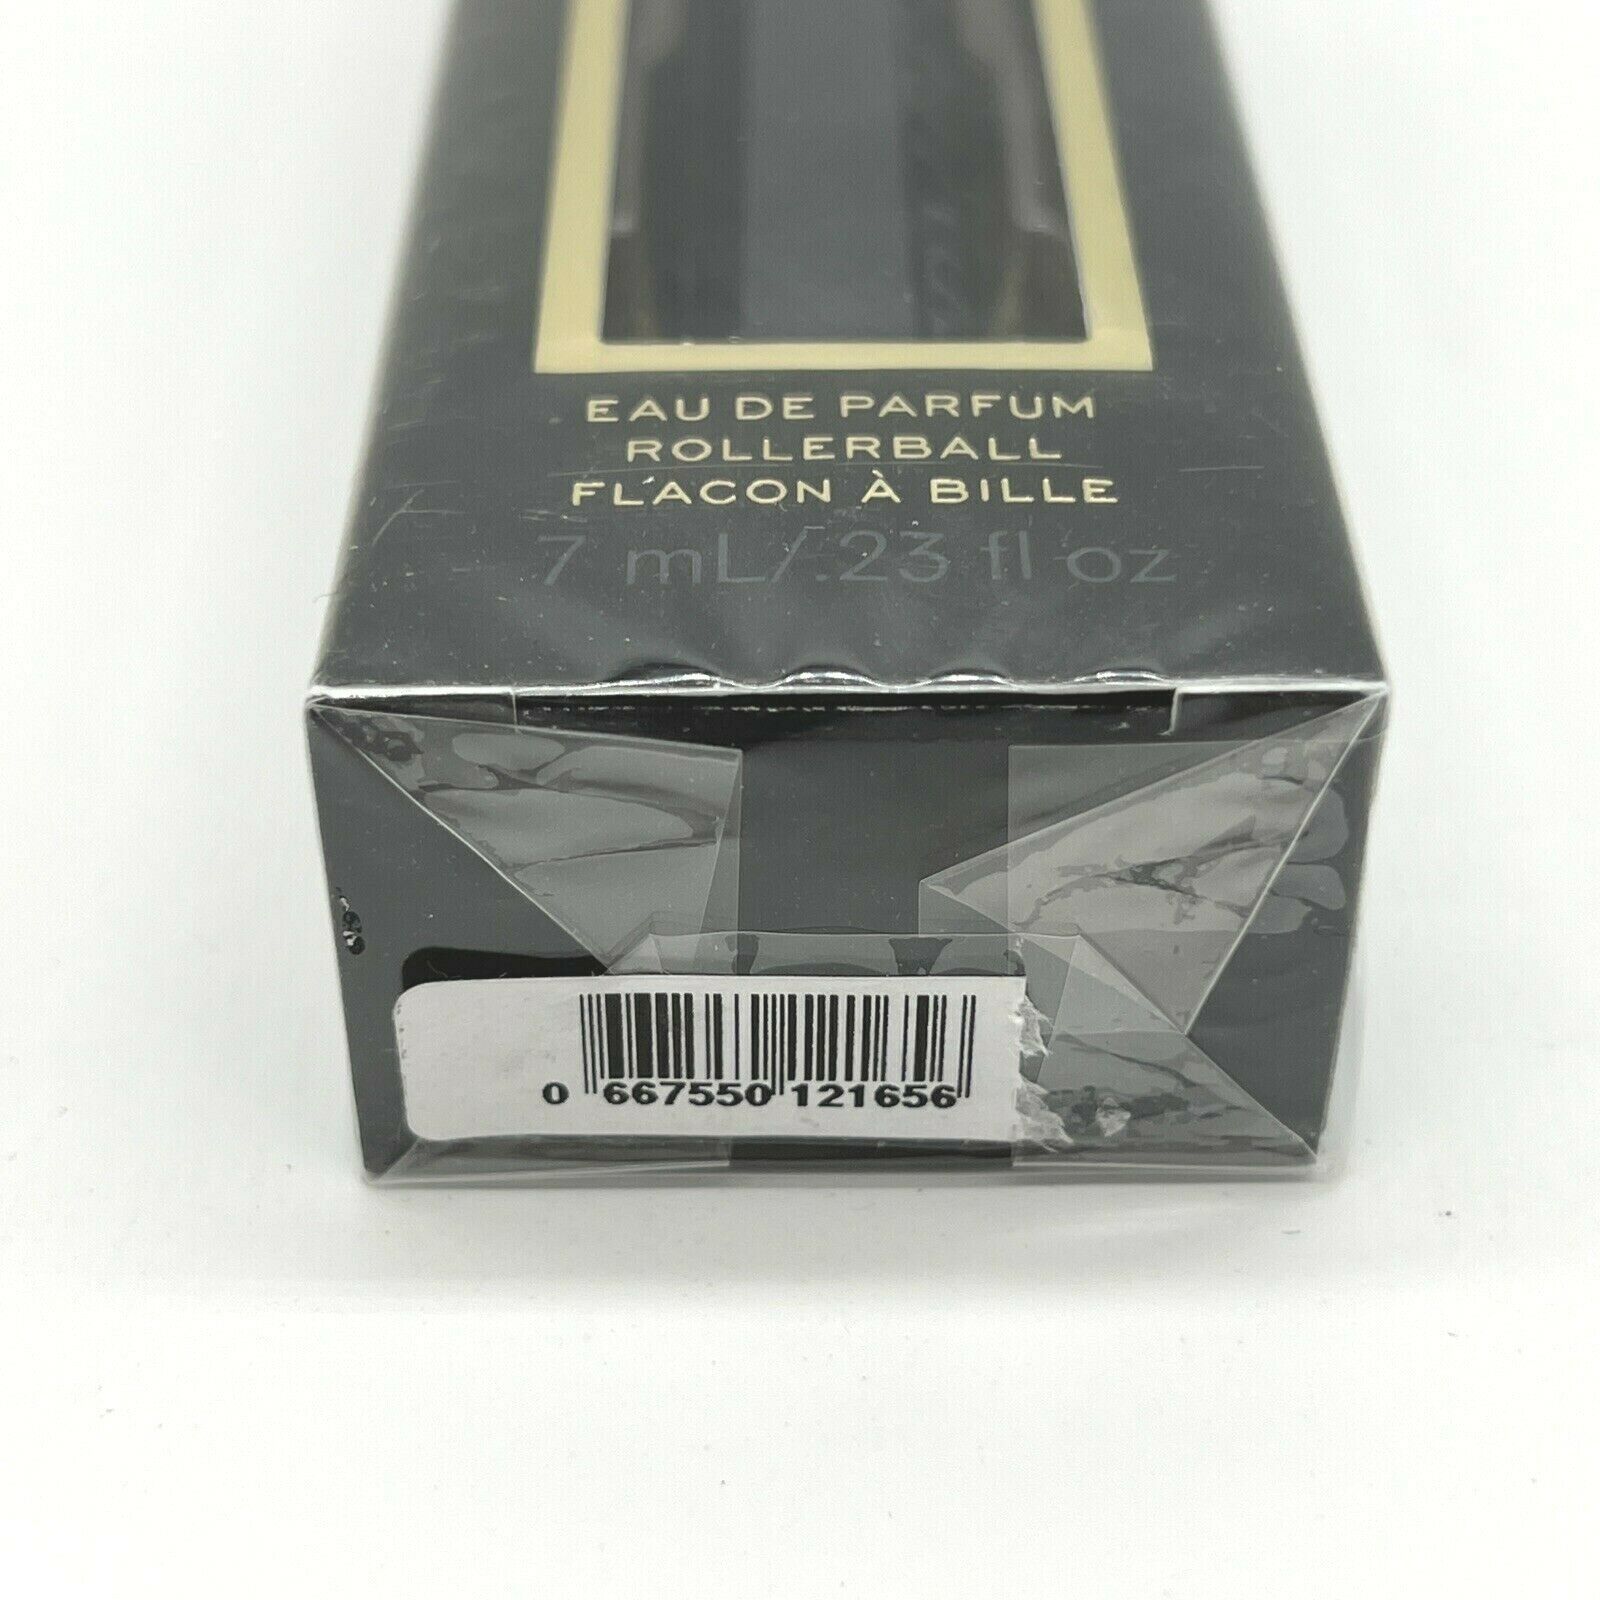 EAU DE PARFUM
ROLLERBALL
FLACON À BILLE
7 mL/.23 fl oz
0 667550 121656